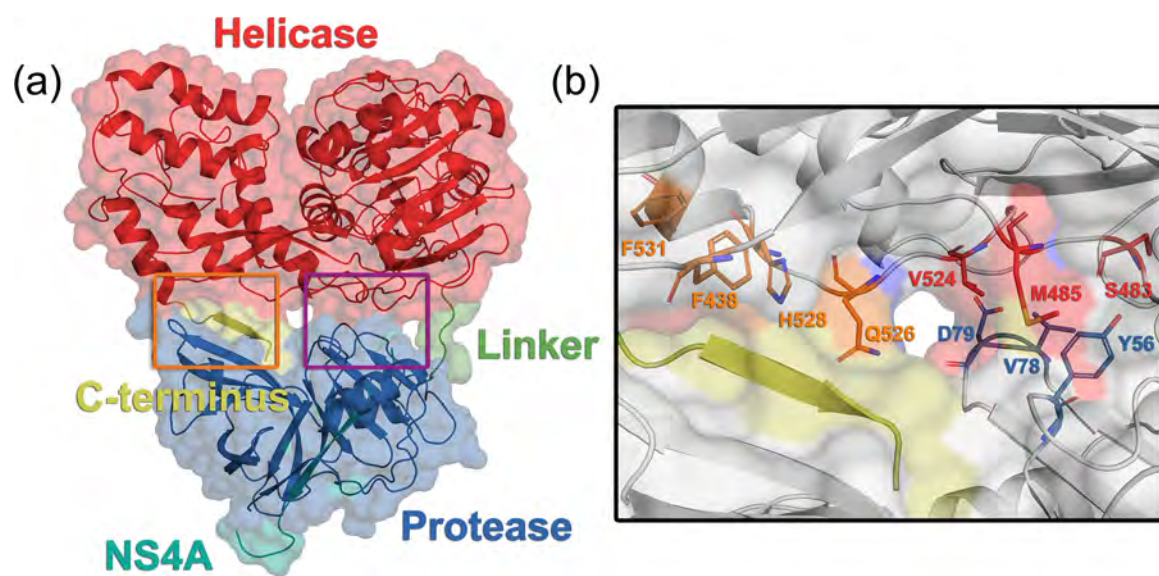 (a)
Helicase
Linker
C-terminus
Protease
NS4A
(b)
F531
F438
H528
Q526
V524
M485
S483
D79
V78
Y56